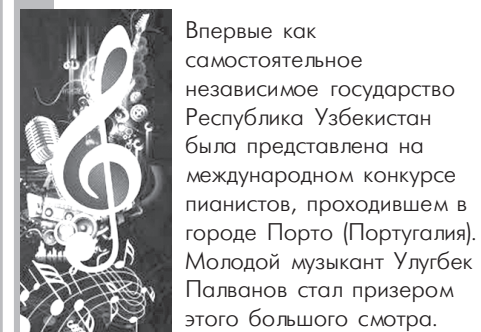 Впервые как
самостоятельное
независимое государство
Республика Узбекистан
была представлена на
международном конкурсе
пианистов, проходившем в
городе Порто (Португалия).
Молодой музыкант Улугбек
Палванов стал призером
этого большого смотра.